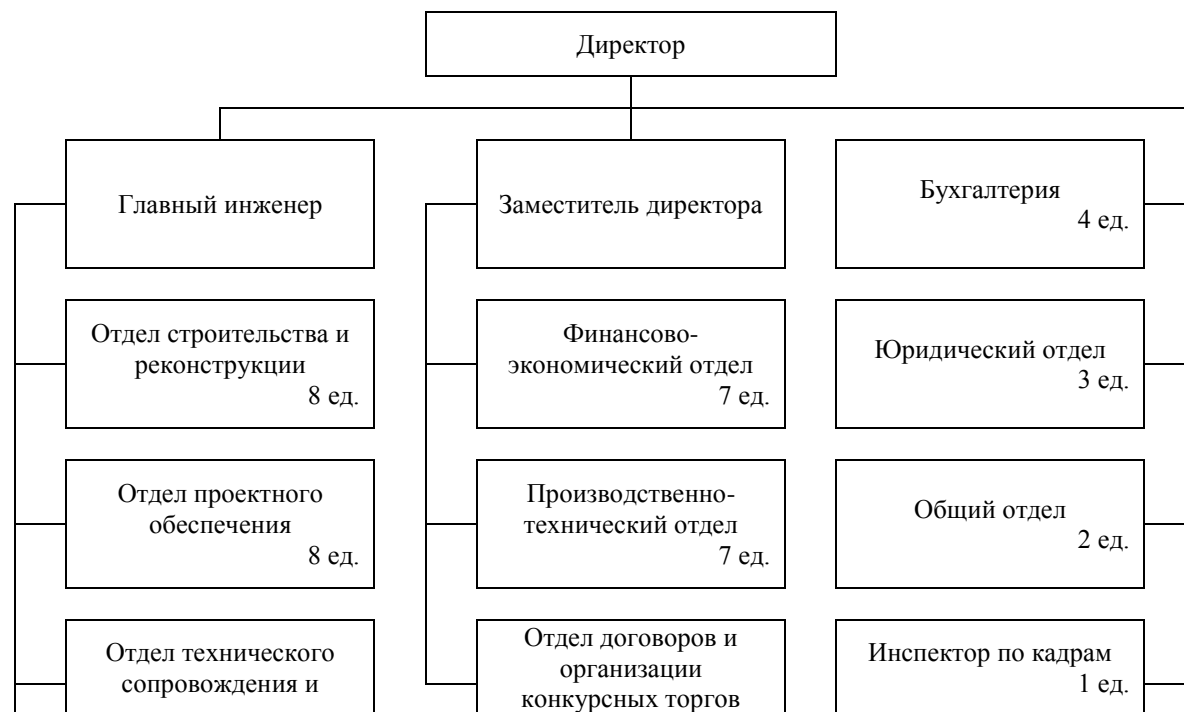 Директор
Главный инженер
Заместитель директора
Бухгалтерия
4 ед.
Отдел строительства и
реконструкции
8 ед.
Финансово-
экономический отдел
7 ед.
Юридический отдел
3 ед.
Отдел проектного
обеспечения
8 ед.
Производственно-
технический отдел
7 ед.
Общий отдел
2 ед.
Отдел технического
сопровождения и
Отдел договоров и
организации
конкурсных торгов
Инспектор по кадрам
1 ед.